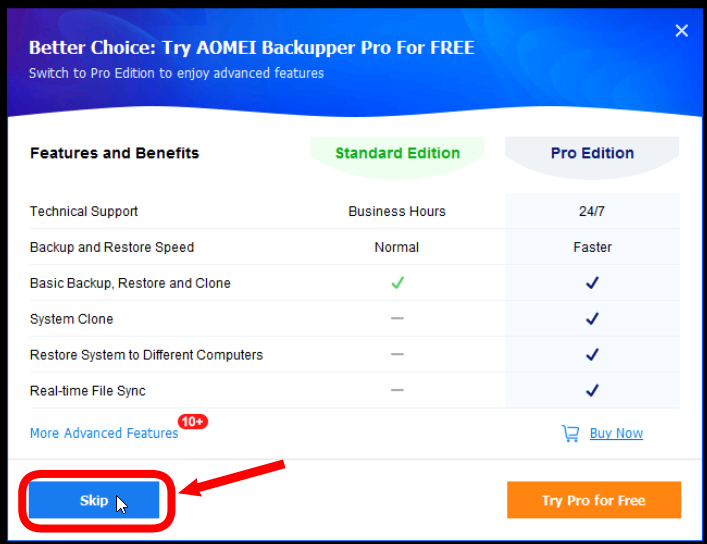 Better Choice: Try AOMEI Backupper Pro For FREE
Switch to Pro Edition to enjoy advanced features
Features and Benefits Standard Edition Pro Edition
Technical Support Business Hours 24/7
Backup and Restore Speed Normal Faster
Basic Backup, Restore and Clone
System Clone
Restore System to Different Computers
Real-time File Sync
10+
More Advanced Features Buy Now
Skip Try Pro for Free